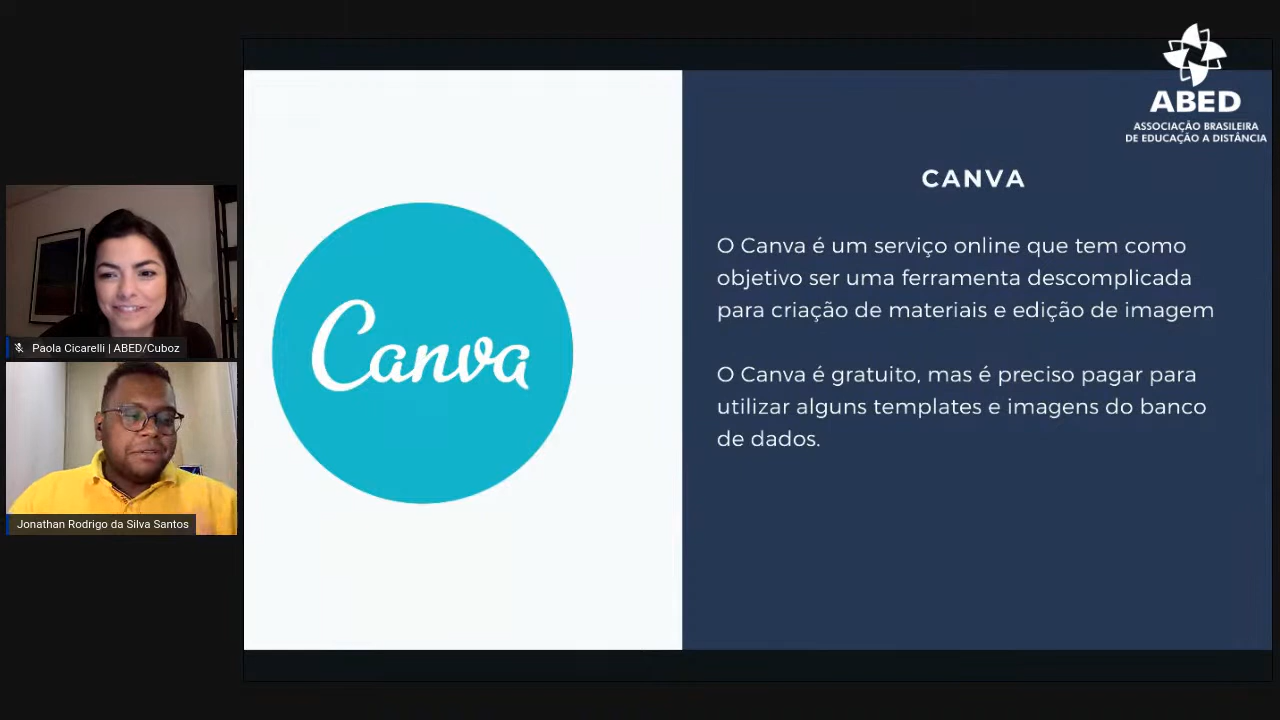 ABED
ASSOCIAÇÃO BRASILEIRA
DE EDUCAÇÃO A DISTÂNCIA
CANVA
O Canva é um serviço online que tem como
objetivo ser uma ferramenta descomplicada
para criação de materiais e edição de imagem
O Canva é gratuito, mas é preciso pagar para
utilizar alguns templates e imagens do banco
de dados.
Canva
Paola Cicarelli | ABED/Cuboz
Jonathan Rodrigo da Silva Santos